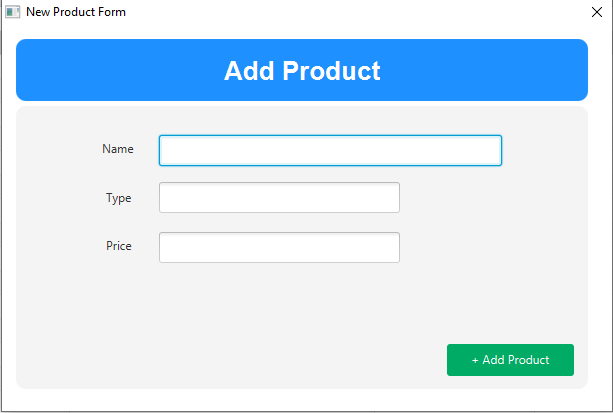 New Product Form
Add Product
Name
Type
Price
+ Add Product